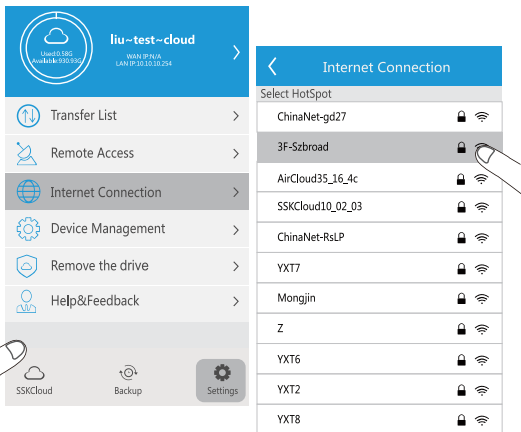 liu~test~cloud
Used:0.58G
Available:930.93G
WAN IP:N/A
LAN IP:10.10.10.254
Transfer List
Remote Access
Internet Connection
Device Management
Remove the drive
Help&Feedback
SSKCloud
Backup
Settings
Internet Connection
Select HotSpot
ChinaNet-gd27
3F-Szbroad
AirCloud35_16_4c
SSKCloud10_02_03
ChinaNet-RsLP
YXT7
Mongjin
Z
YXT6
YXT2
YXT8